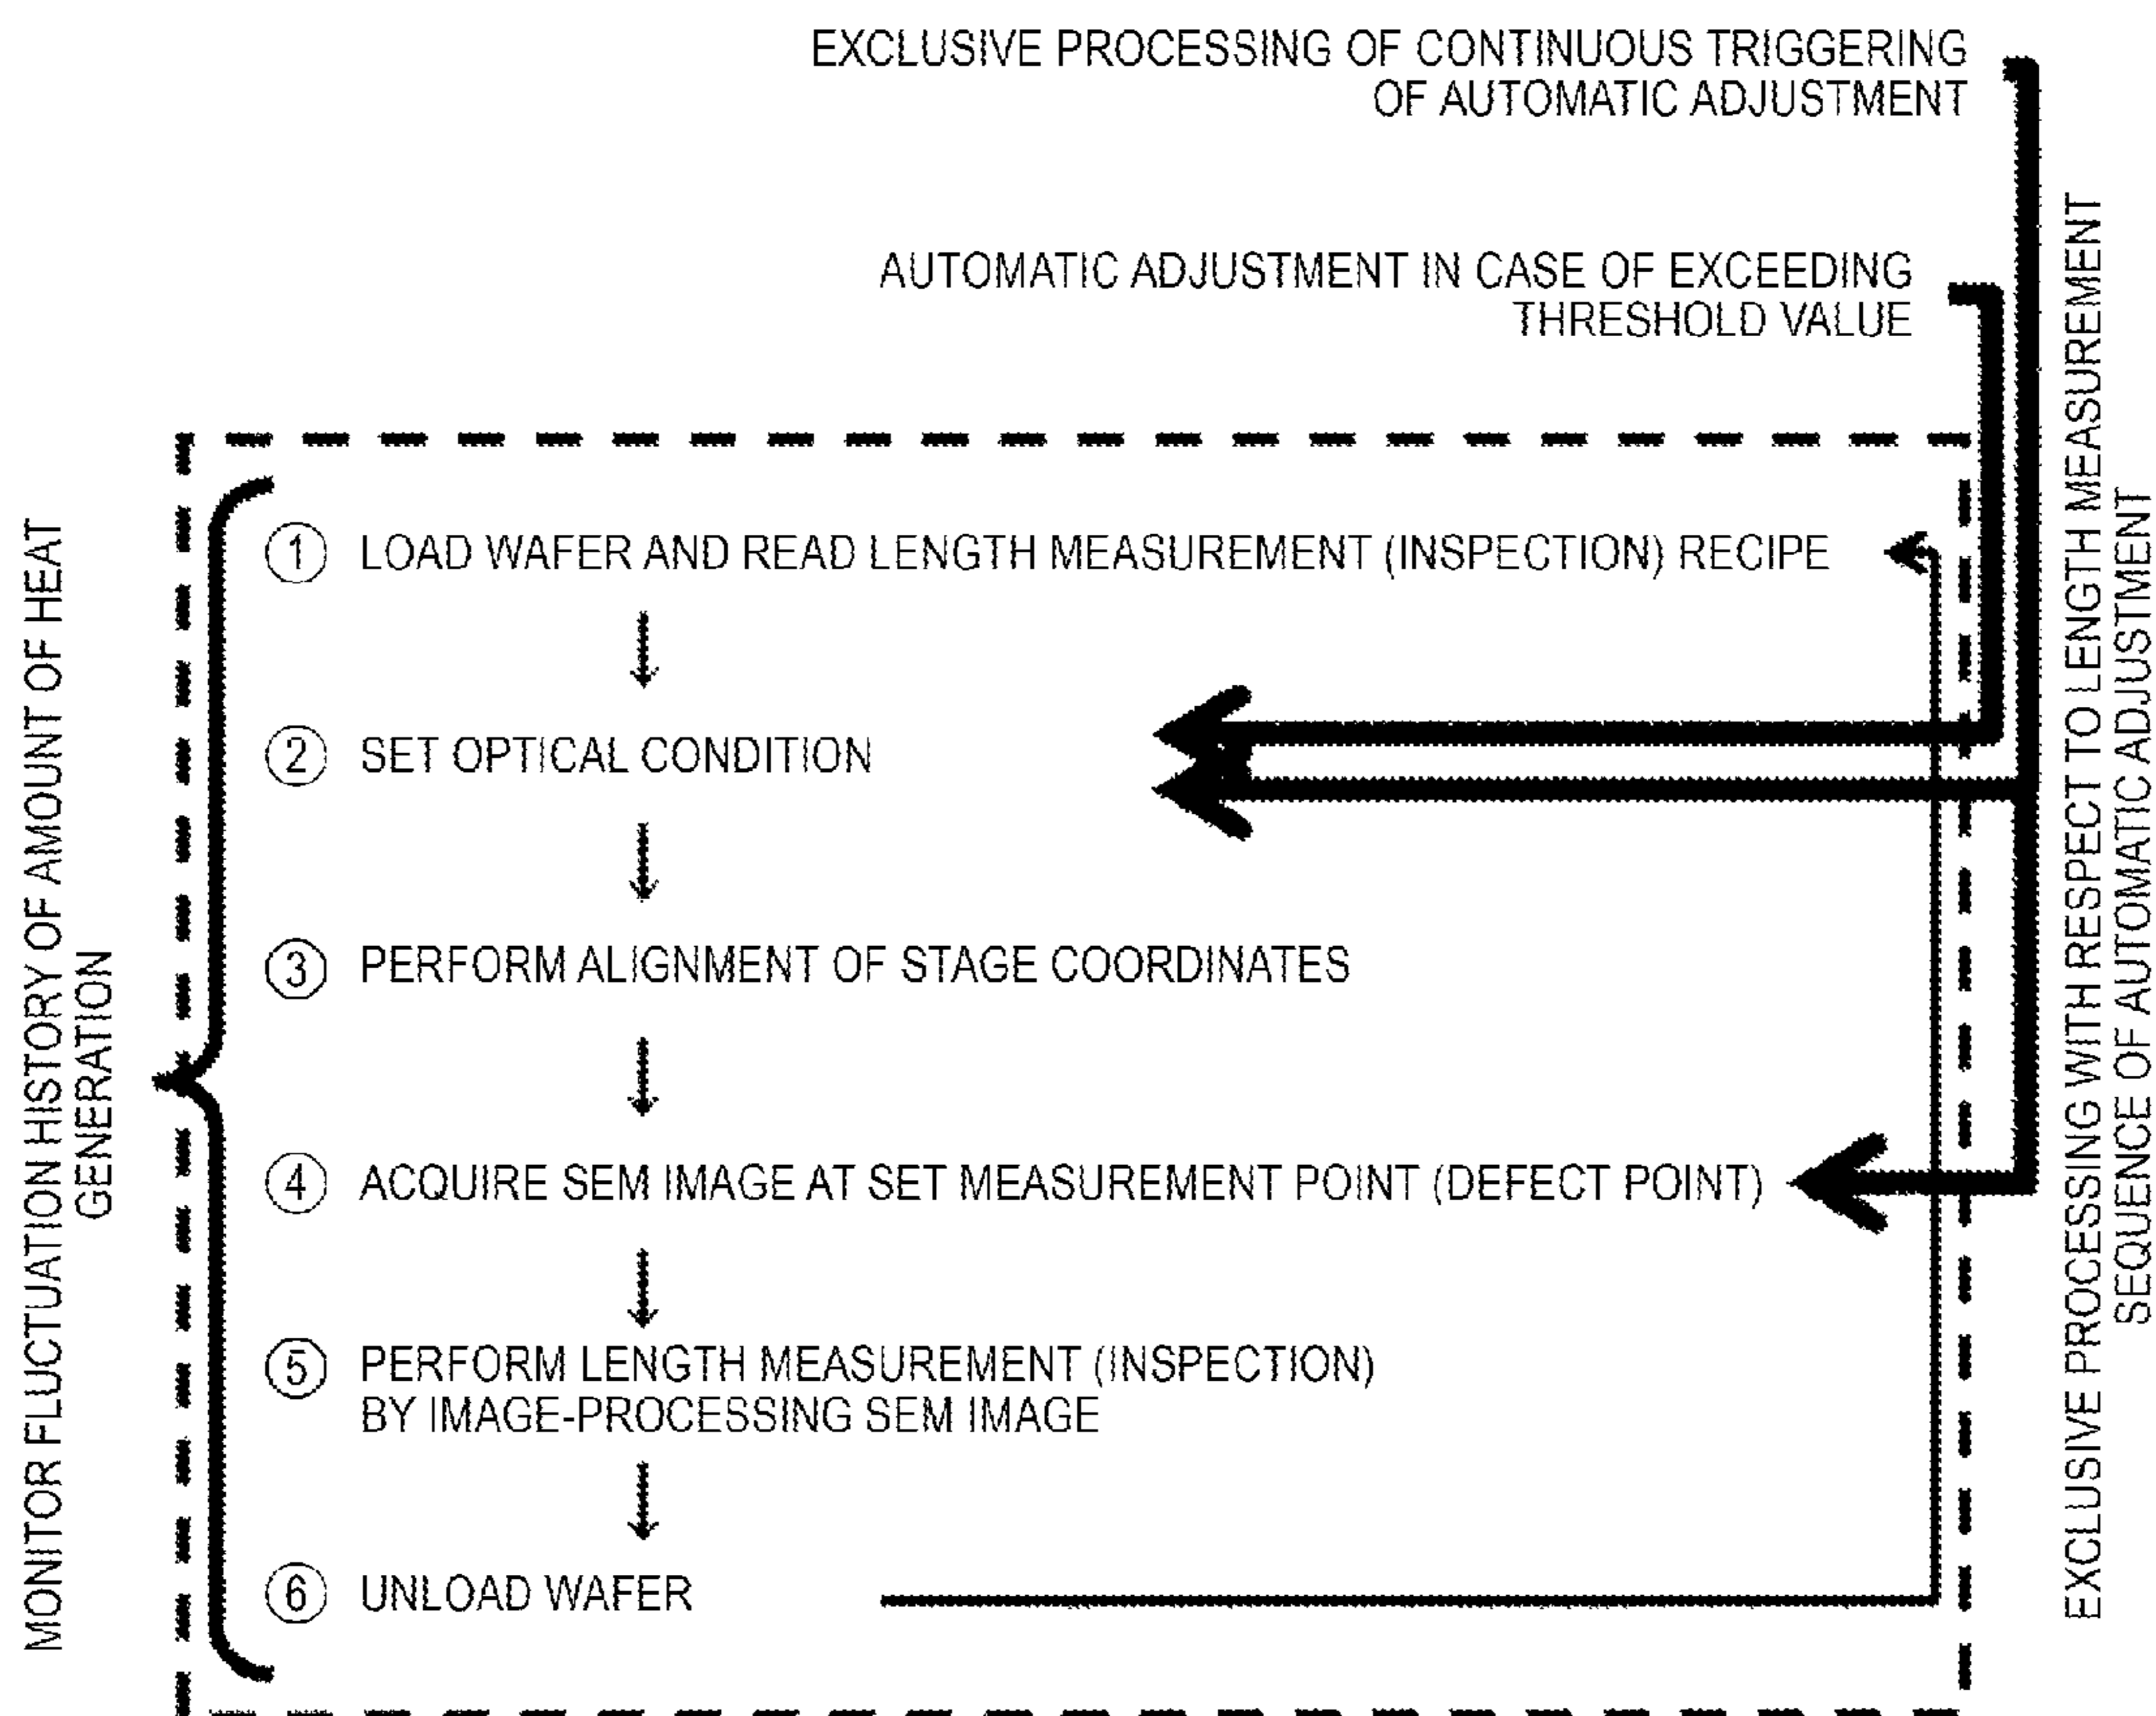 EXCLUSIVE PROCESSING OF CONTINUOUS TRIGGERING
OF AUTOMATIC ADJUSTMENT
AUTOMATIC ADJUSTMENT IN CASE OF EXCEEDING
THRESHOLD VALUE
MONITOR FLUCTUATION HISTORY OF AMOUNT OF HEAT
GENERATION
① LOAD WAFER AND READ LENGTH MEASUREMENT (INSPECTION) RECIPE
② SET OPTICAL CONDITION
③ PERFORM ALIGNMENT OF STAGE COORDINATES
④ ACQUIRE SEM IMAGE AT SET MEASUREMENT POINT (DEFECT POINT)
⑤ PERFORM LENGTH MEASUREMENT (INSPECTION)
BY IMAGE-PROCESSING SEM IMAGE
⑥ UNLOAD WAFER
EXCLUSIVE PROCESSING WITH RESPECT TO LENGTH MEASUREMENT
SEQUENCE OF AUTOMATIC ADJUSTMENT